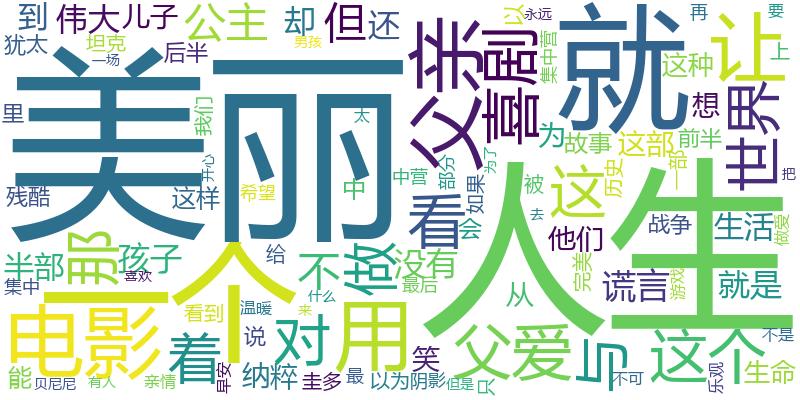 到
伟大
儿子
公主
却
但
还
父亲
喜剧
以
永远
就
再
要
让
上
犹太
坦克
一场
后半
男孩
集中营
这种
想
世界
美丽
里
我们
太
为
故事
这部
前半
一部
把
残酷
这样
开心
希望
中
中营
部分
为了
如果
被
历史
这
人生
看
会
去
他们
战争
生活
做爱
那
半部
孩子
喜欢
集中
一个
给
不
做
没有
最后
从
完美
谎言
游戏
就是
不是
电影
着
看到
温暖
什么
来
说
对
用
笑
父爱
与
这个
能
贝尼尼
有人
亲情
早安
纳粹
圭多
最
以为
阴影
但是
只
不可
乐观
生命